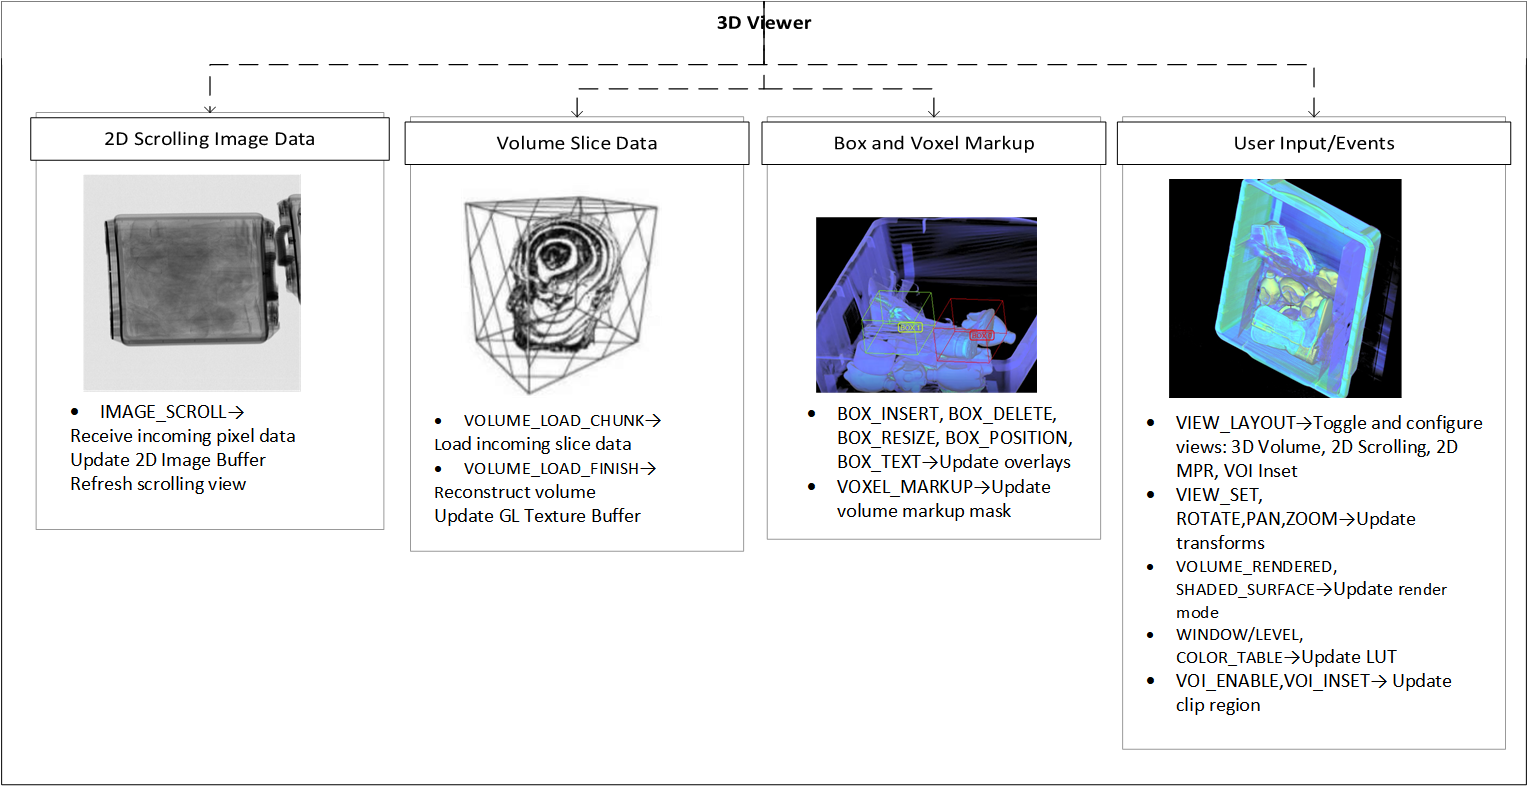 3D Viewer
2D Scrolling Image Data
IMAGE_SCROLL→
Receive incoming pixel data
Update 2D Image Buffer
Refresh scrolling view
Volume Slice Data
VOLUME_LOAD_CHUNK→
Load incoming slice data
VOLUME_LOAD_FINISH→
Reconstruct volume
Update GL Texture Buffer
Box and Voxel Markup
BOX 1
BOX_INSERT, BOX_DELETE,
BOX_RESIZE, BOX_POSITION,
BOX_TEXT→Update overlays
VOXEL_MARKUP→Update
volume markup mask
User Input/Events
VIEW_LAYOUT→Toggle and configure
views: 3D Volume, 2D Scrolling, 2D
MPR, VOI Inset
VIEW_SET,
ROTATE,PAN,ZOOM→Update
transforms
VOLUME_RENDERED,
SHADED_SURFACE→Update render
mode
WINDOW/LEVEL,
COLOR_TABLE→Update LUT
VOI_ENABLE,VOI_INSET→ Update
clip region